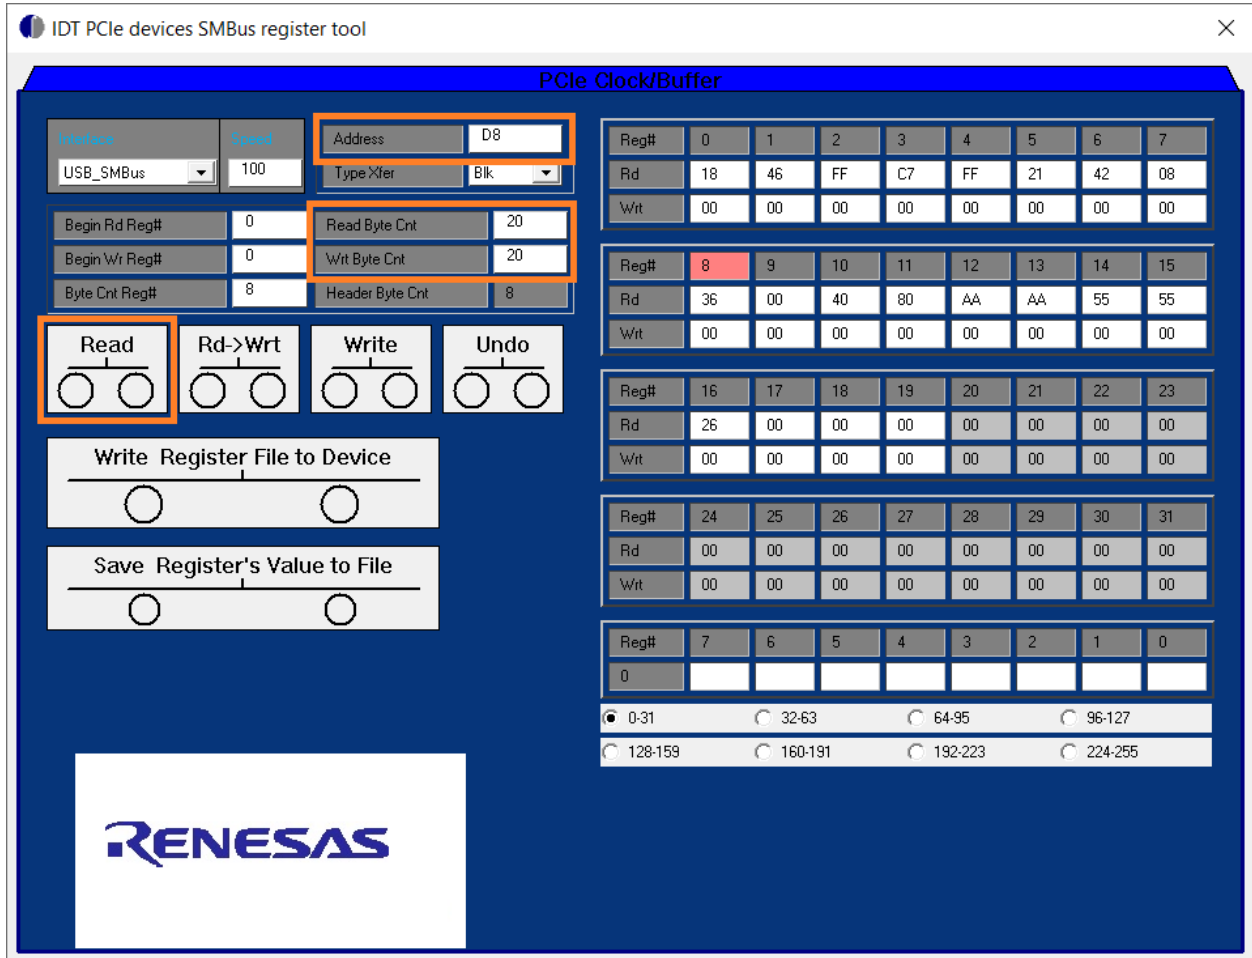 IDT PCIe devices SMBus register tool
PCIe Clock/Buffer
Interface Speed
USB_SMBus 100
Address D8
Type Xfer Blk
Begin Rd Reg# 0
Read Byte Cnt 20
Begin Wr Reg# 0
Wrt Byte Cnt 20
Byte Cnt Reg# 8
Header Byte Cnt 8
Read Rd->Wrt Write Undo
Write Register File to Device
Save Register's Value to File
RENESAS
Reg# 0 1 2 3 4 5 6 7
Rd 18 46 FF C7 FF 21 42 08
Wrt 00 00 00 00 00 00 00 00
Reg# 8 9 10 11 12 13 14 15
Rd 36 00 40 80 AA AA 55 55
Wrt 00 00 00 00 00 00 00 00
Reg# 16 17 18 19 20 21 22 23
Rd 26 00 00 00 00 00 00 00
Wrt 00 00 00 00 00 00 00 00
Reg# 24 25 26 27 28 29 30 31
Rd 00 00 00 00 00 00 00 00
Wrt 00 00 00 00 00 00 00 00
Reg# 7 6 5 4 3 2 1 0
0
0-31 32-63 64-95 96-127
128-159 160-191 192-223 224-255